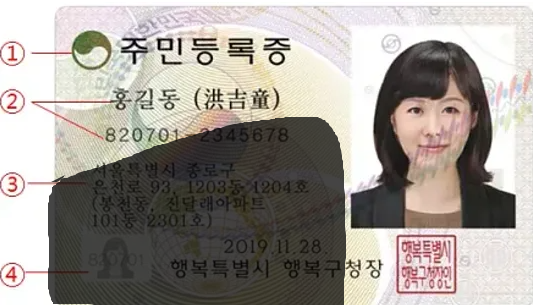 ① 주민등록증
② 홍길동 (洪吉童)
820701-2345678
서울특별시 종로구
③ 은천로 93, 1203동 1204호
(봉천동, 진달래아파트
101동 2301호)
2019.11.28.
④ 820701
행복특별시 행복구청장
행복특별시
행복구청장인